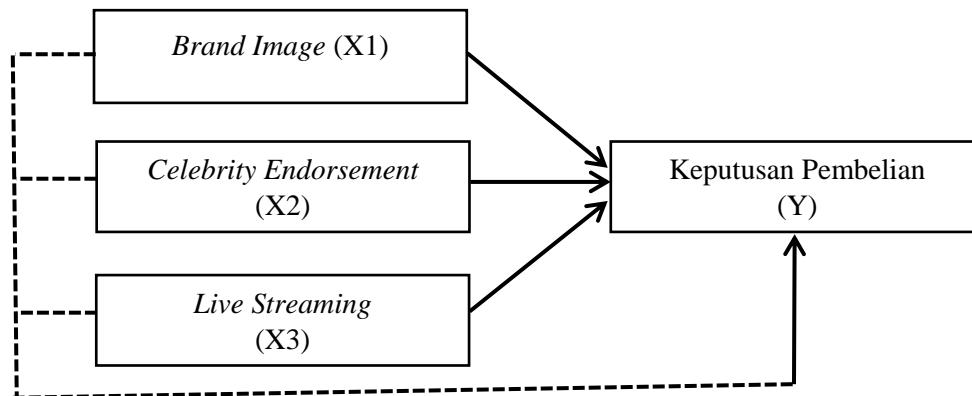 Brand Image (X1)
Celebrity Endorsement
(X2)
Keputusan Pembelian
(Y)
Live Streaming
(X3)